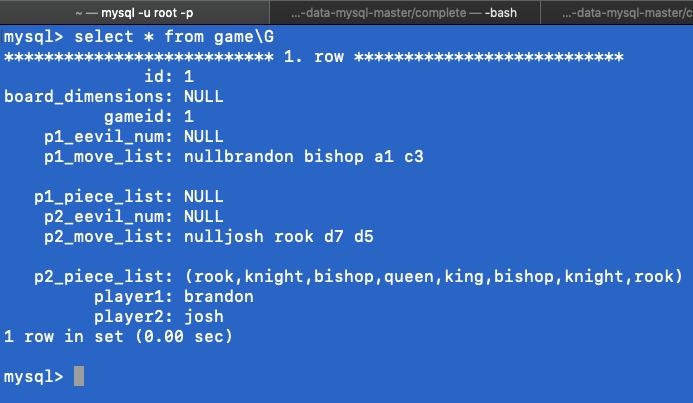 ~ — mysql -u root -p
...-data-mysql-master/complete — -bash
...-data-mysql-master/c
mysql> select * from game\G
*************************** 1. row ***************************
id: 1
board_dimensions: NULL
gameid: 1
p1_eevil_num: NULL
p1_move_list: nullbrandon bishop a1 c3
p1_piece_list: NULL
p2_eevil_num: NULL
p2_move_list: nulljosh rook d7 d5
p2_piece_list: (rook,knight,bishop,queen,king,bishop,knight,rook)
player1: brandon
player2: josh
1 row in set (0.00 sec)
mysql>